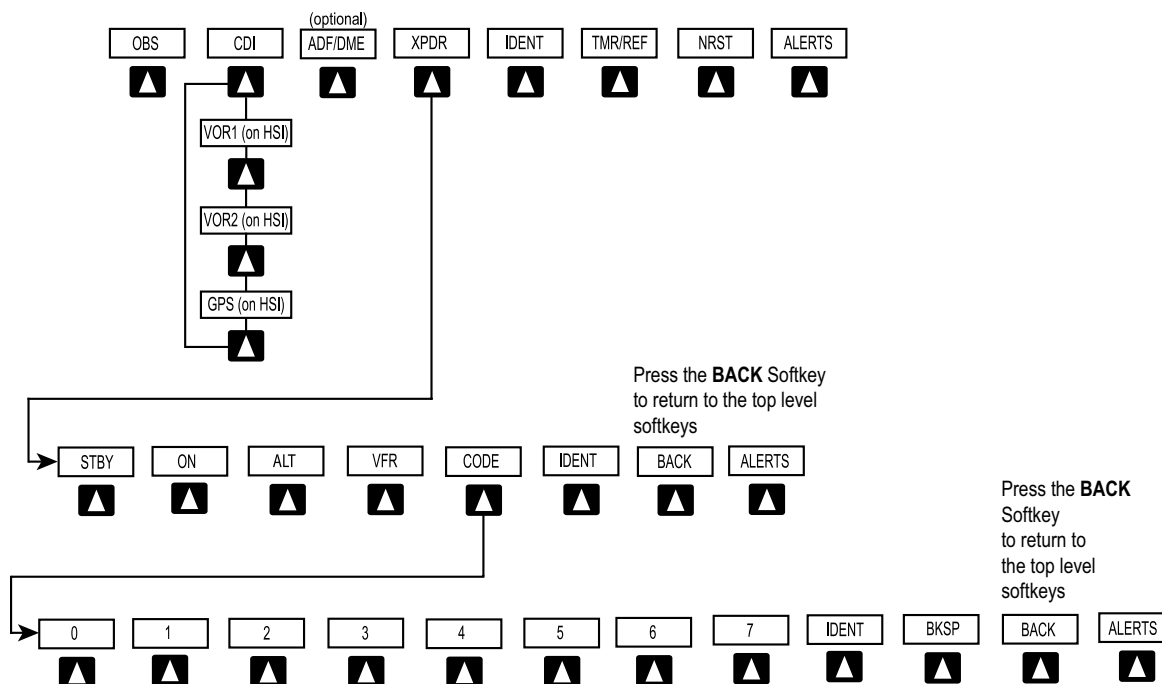 (optional)
OBS CDI ADF/DME XPDR IDENT TMR/REF NRST ALERTS
VOR1 (on HSI)
VOR2 (on HSI)
GPS (on HSI)
Press the BACK Softkey
to return to the top level
softkeys
STBY ON ALT VFR CODE IDENT BACK ALERTS
Press the BACK
Softkey
to return to
the top level
softkeys
0 1 2 3 4 5 6 7 IDENT BKSP BACK ALERTS